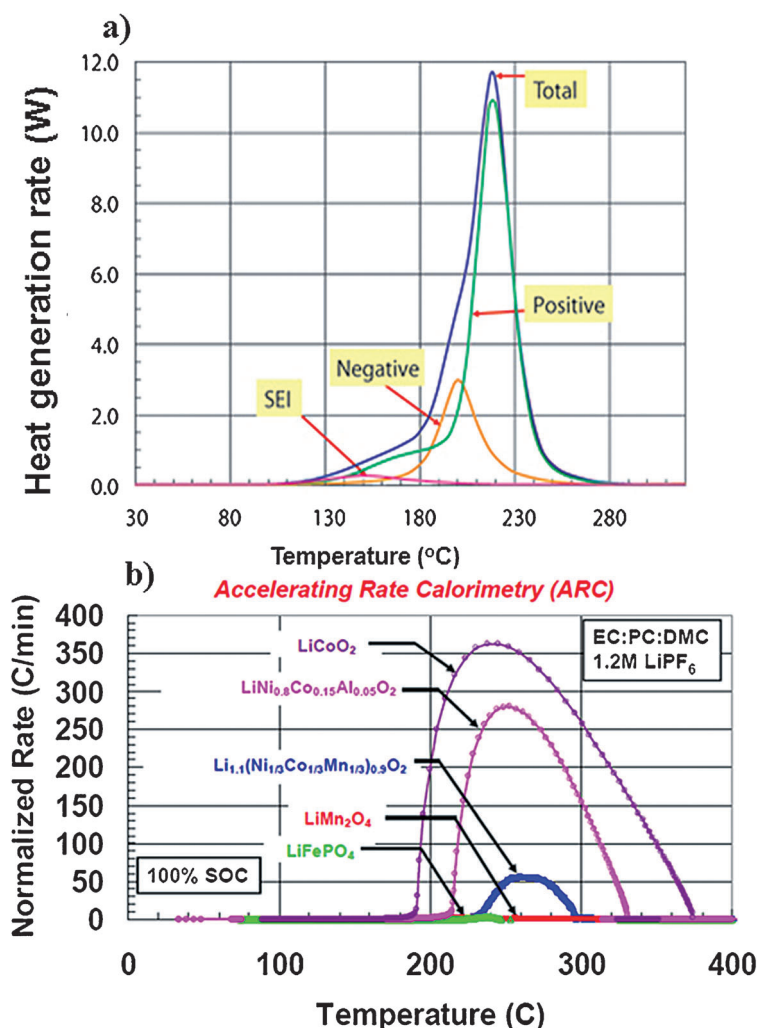 a)
Heat generation rate (W)
12.0
10.0
8.0
6.0
4.0
2.0
0.0
Total
Positive
Negative
SEI
30 80 130 180 230 280
Temperature (°C)
b)
Accelerating Rate Calorimetry (ARC)
Normalized Rate (C/min)
400
350
300
250
200
150
100
50
0
EC:PC:DMC
1.2M LiPF₆
LiCoO₂
LiNi₀.₈Co₀.₁₅Al₀.₀₅O₂
Li₁.₁(Ni₁/₃Co₁/₃Mn₁/₃)₀.₉O₂
LiMn₂O₄
LiFePO₄
100% SOC
0 100 200 300 400
Temperature (C)